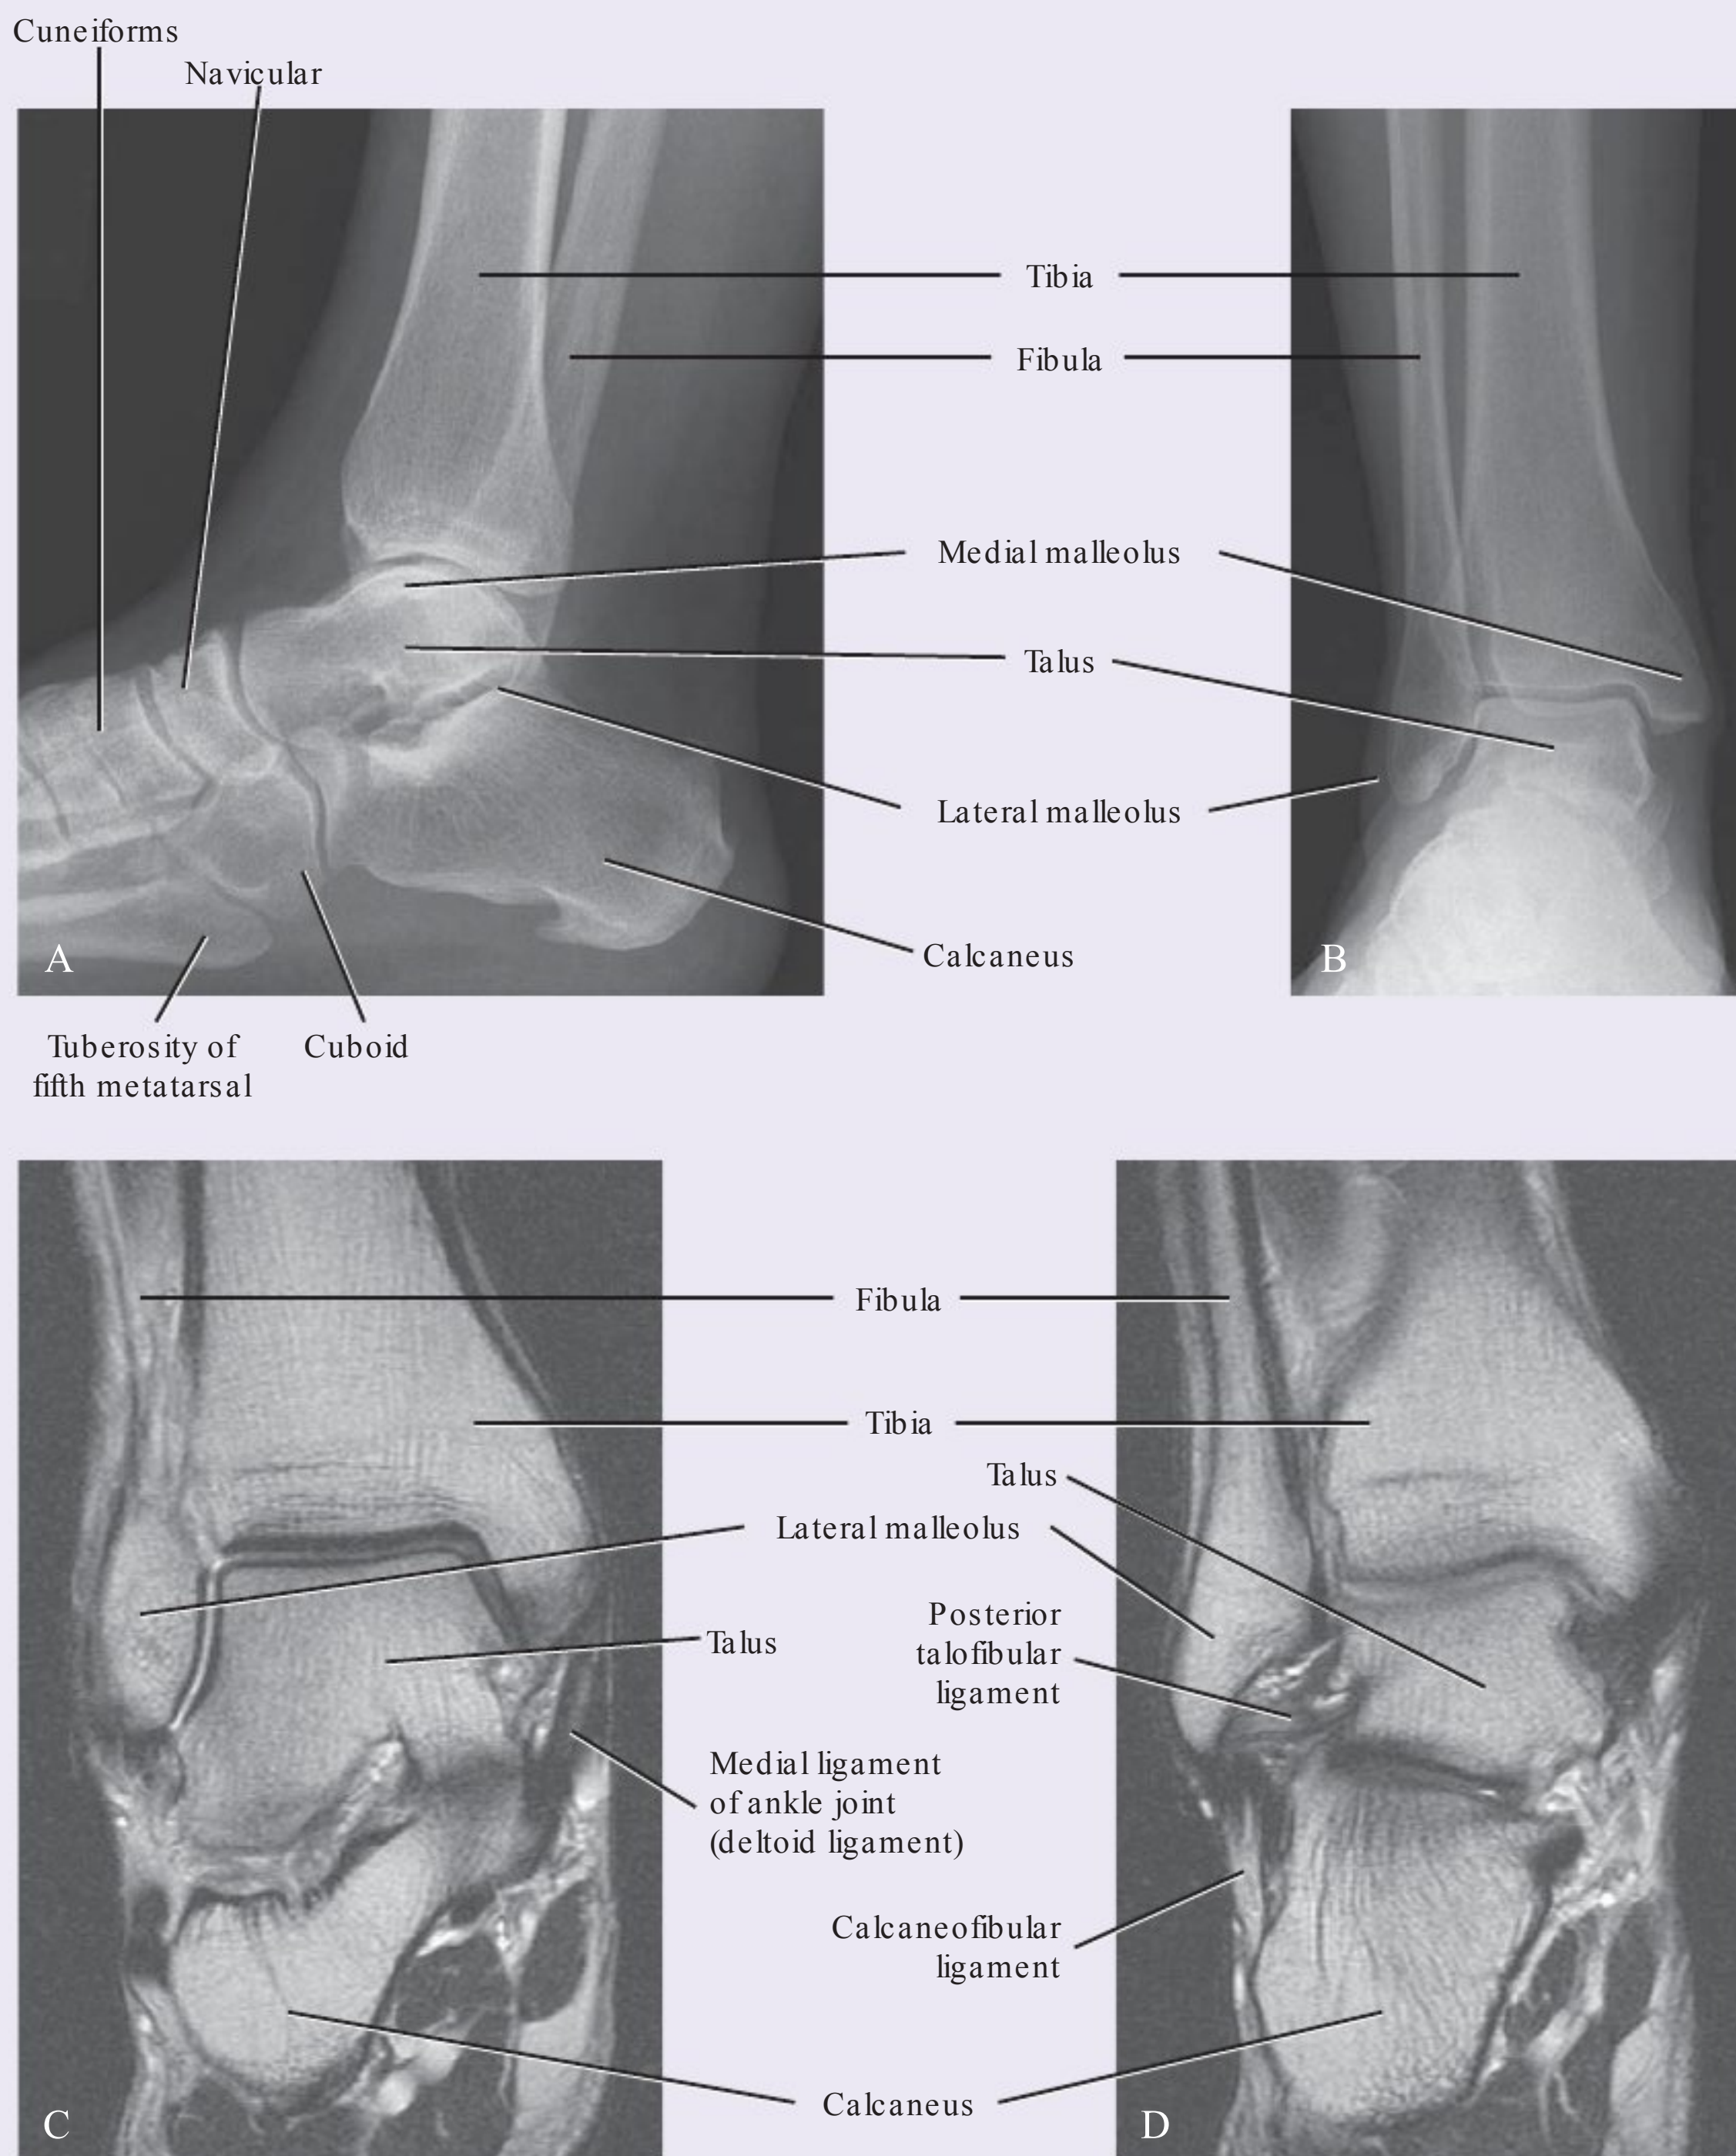 Cuneiforms
Navicular
Tibia
Fibula
Medial malleolus
Talus
Lateral malleolus
Calcaneus
A
B
Tuberosity of
fifth metatarsal
Cuboid
Fibula
Tibia
Talus
Lateral malleolus
Posterior
talofibular
ligament
Talus
Medial ligament
of ankle joint
(deltoid ligament)
Calcaneofibular
ligament
Calcaneus
C
D